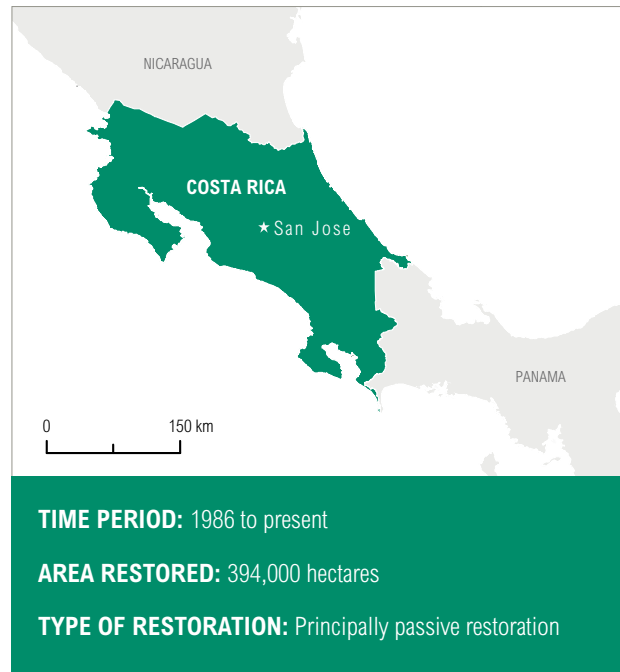 NICARAGUA
COSTA RICA
San Jose
PANAMA
0 150 km
TIME PERIOD: 1986 to present
AREA RESTORED: 394,000 hectares
TYPE OF RESTORATION: Principally passive restoration